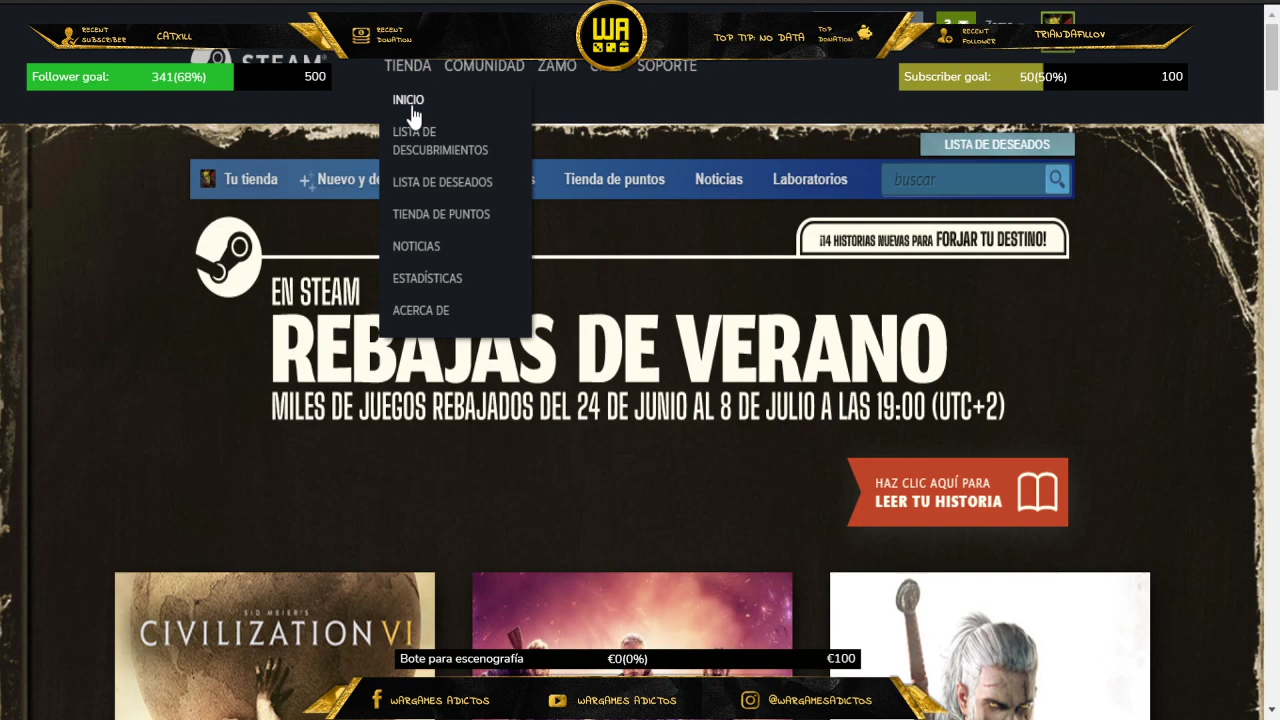 RECENT
SUBSCRIBER
CATXILL
RECENT
DONATION
WA
TOP TIP: NO DATA
TOP
DONATION
RECENT
FOLLOWER
TRIANDAFILLOV
STEAM
TIENDA COMUNIDAD ZAMO SOPORTE
Follower goal: 341(68%) 500
Subscriber goal: 50(50%) 100
INICIO
LISTA DE
DESCUBRIMIENTOS
LISTA DE DESEADOS
TIENDA DE PUNTOS
NOTICIAS
ESTADÍSTICAS
ACERCA DE
LISTA DE DESEADOS
Tu tienda Nuevo y de s Tienda de puntos Noticias Laboratorios buscar
¡14 HISTORIAS NUEVAS PARA FORJAR TU DESTINO!
EN STEAM
REBAJAS DE VERANO
MILES DE JUEGOS REBAJADOS DEL 24 DE JUNIO AL 8 DE JULIO A LAS 19:00 (UTC+2)
HAZ CLIC AQUÍ PARA
LEER TU HISTORIA
SID MEIER'S
CIVILIZATION VI
Bote para escenografía €0(0%) €100
WARGAMES ADICTOS
WARGAMES ADICTOS
@WARGAMESADICTOS